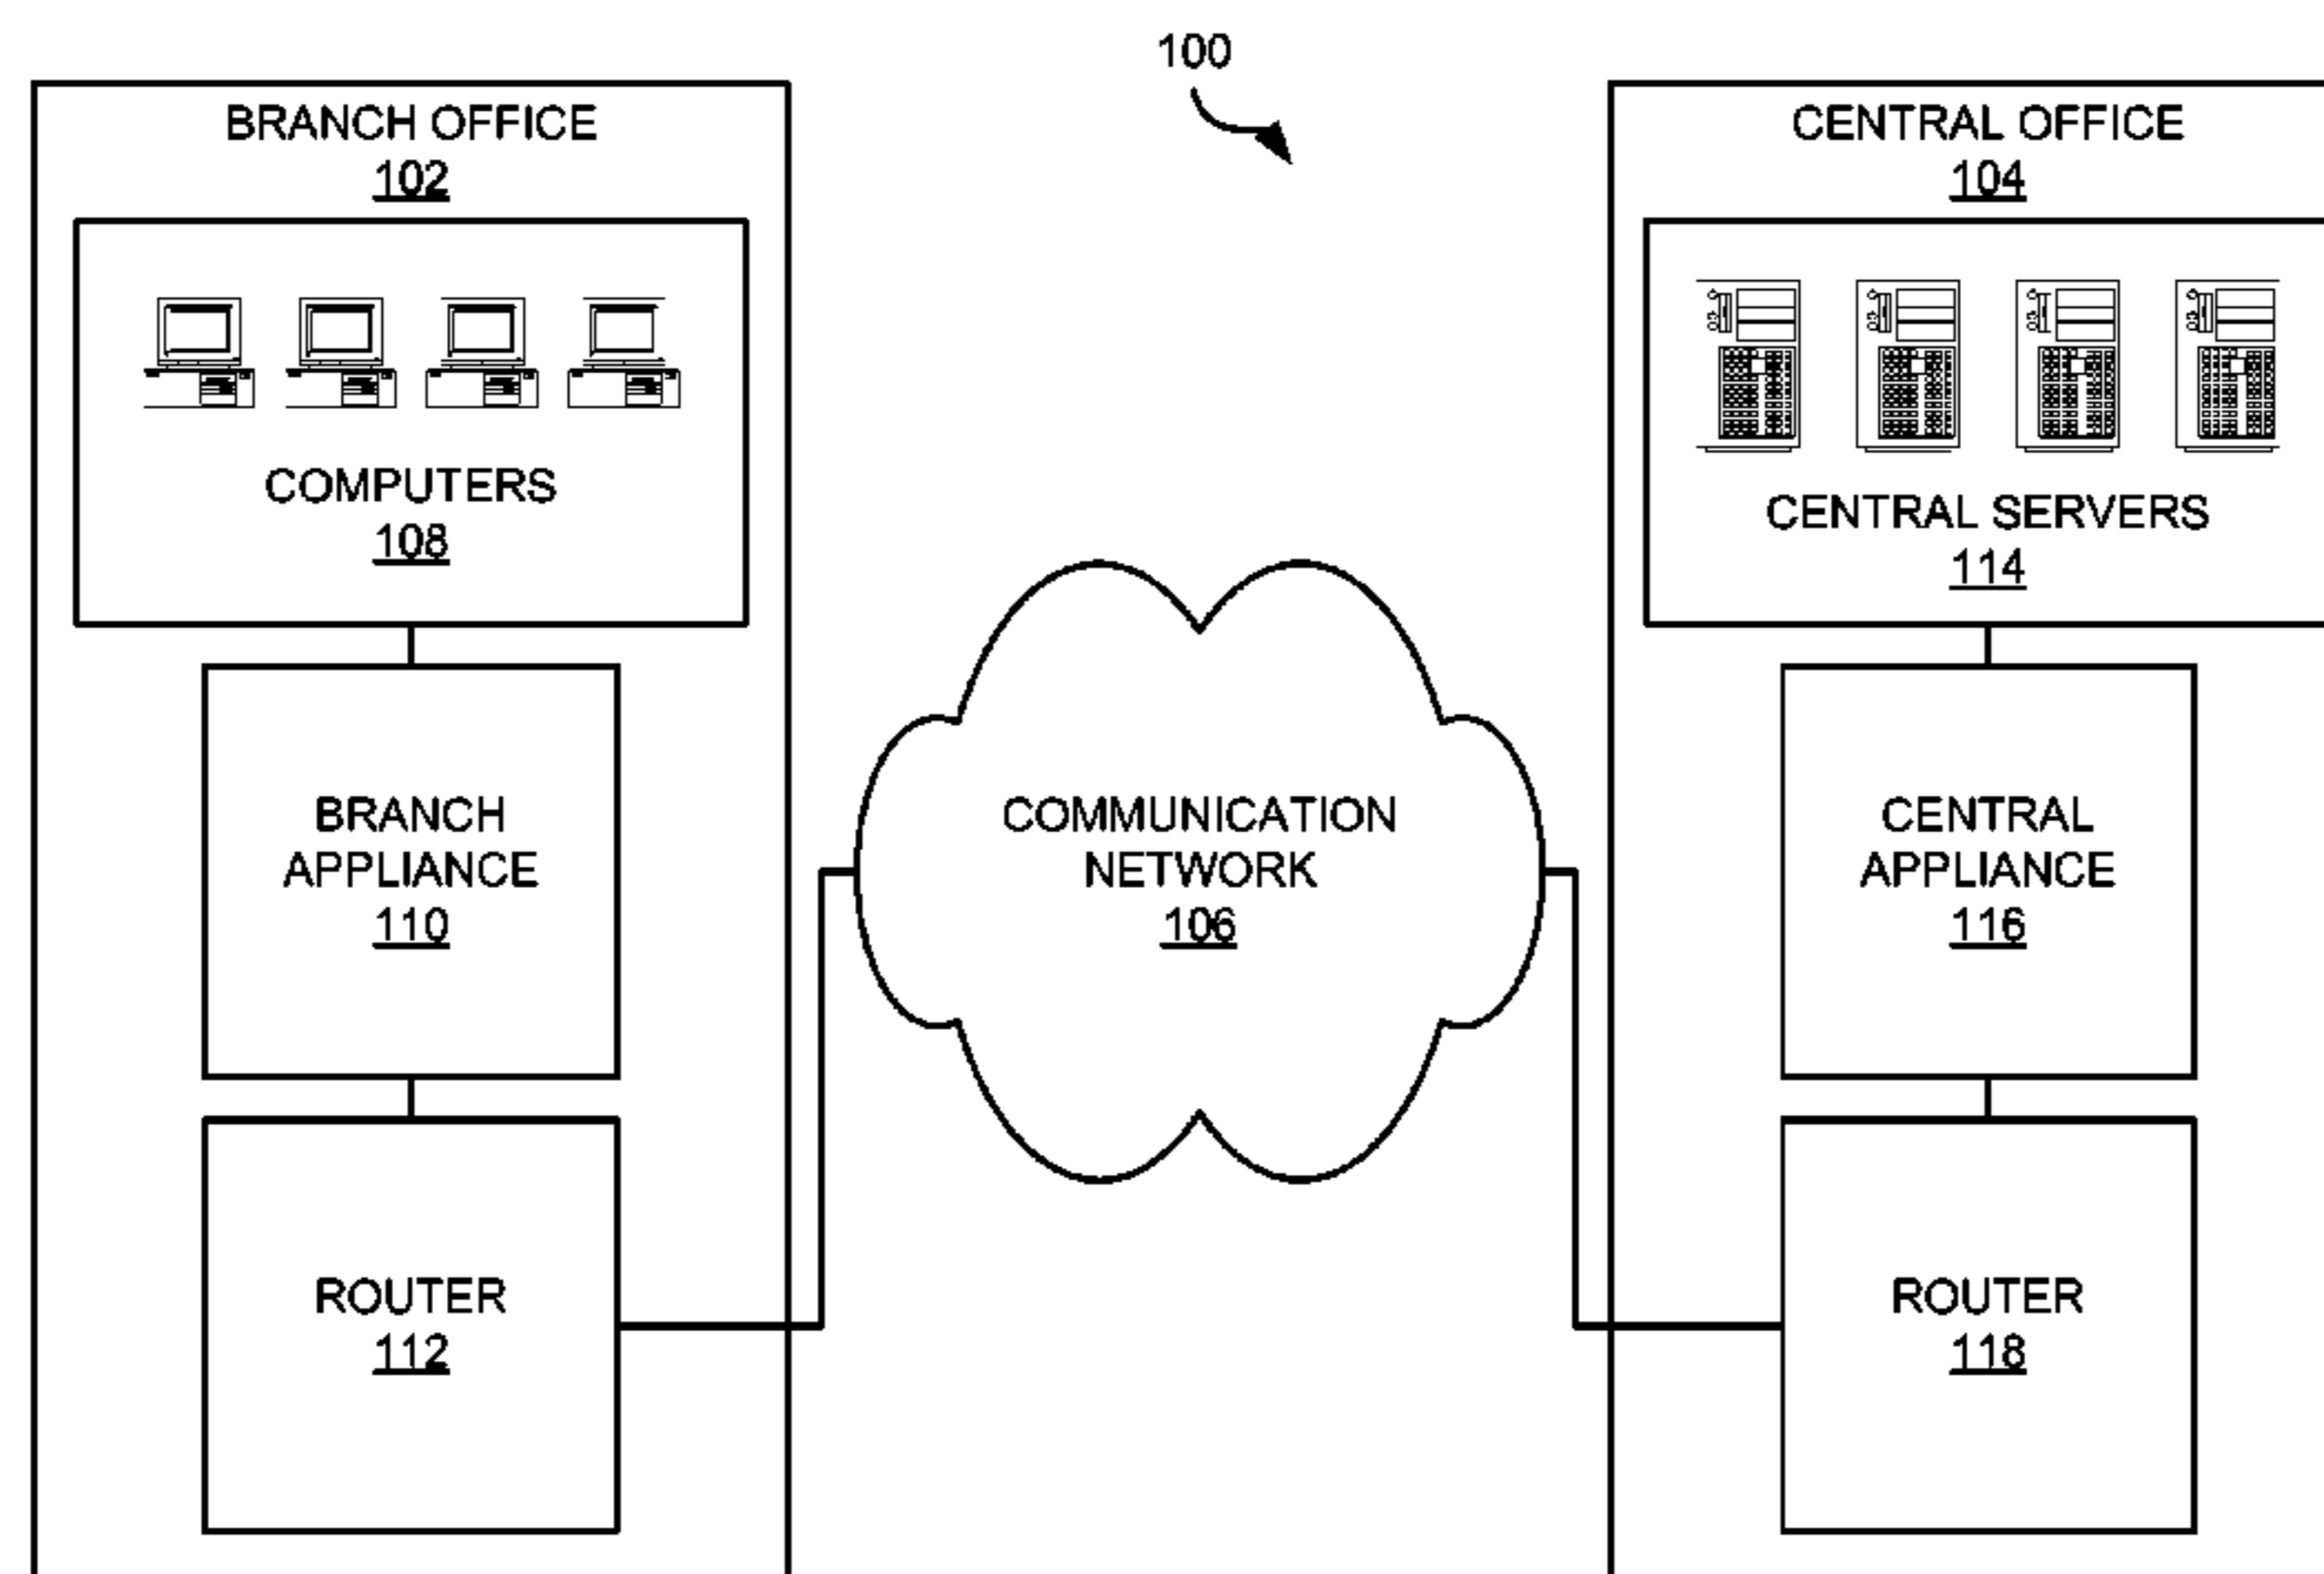 100
BRANCH OFFICE
102
COMPUTERS
108
BRANCH
APPLIANCE
110
ROUTER
112
COMMUNICATION
NETWORK
106
CENTRAL OFFICE
104
CENTRAL SERVERS
114
CENTRAL
APPLIANCE
116
ROUTER
118